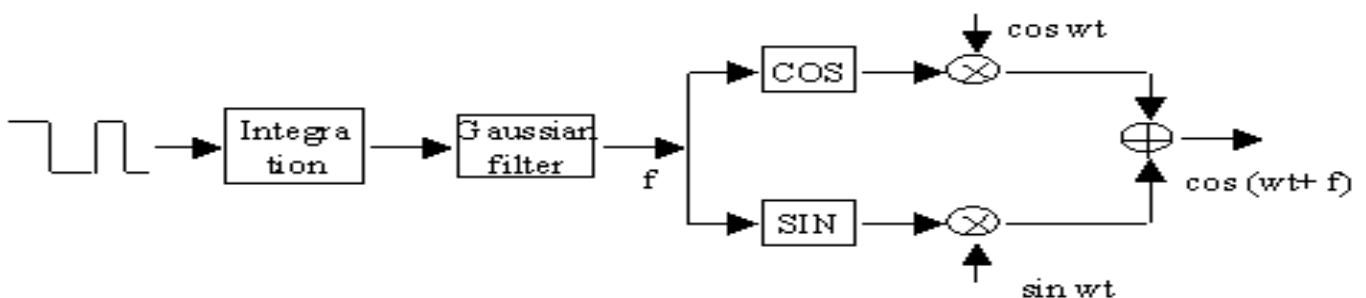 cos wt
COS
Integra
tion
Gaussian
filter
f
cos (wt+ f)
SIN
sin wt